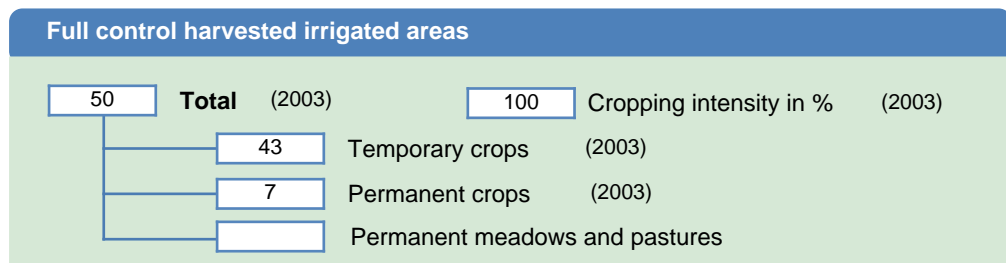 Full control harvested irrigated areas
50 Total (2003) 100 Cropping intensity in % (2003)
43 Temporary crops (2003)
7 Permanent crops (2003)
Permanent meadows and pastures